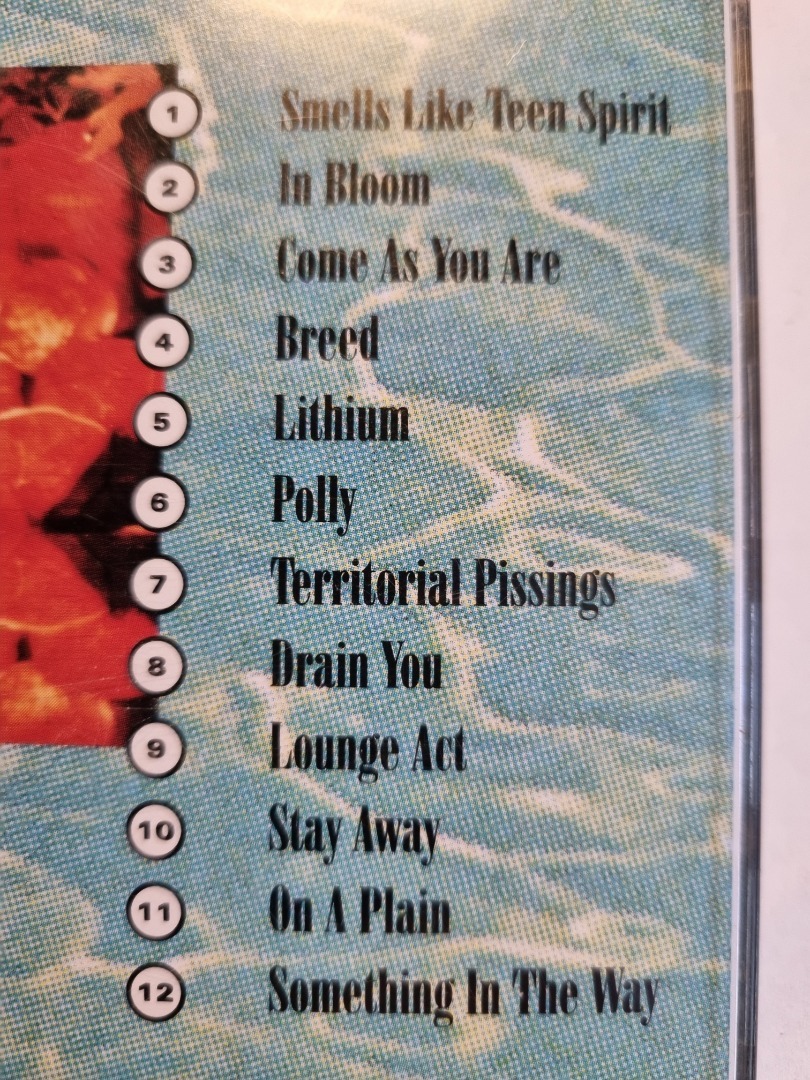 1 Smells Like Teen Spirit
2 In Bloom
3 Come As You Are
4 Breed
5 Lithium
6 Polly
7 Territorial Pissings
8 Drain You
9 Lounge Act
10 Stay Away
11 On A Plain
12 Something In The Way